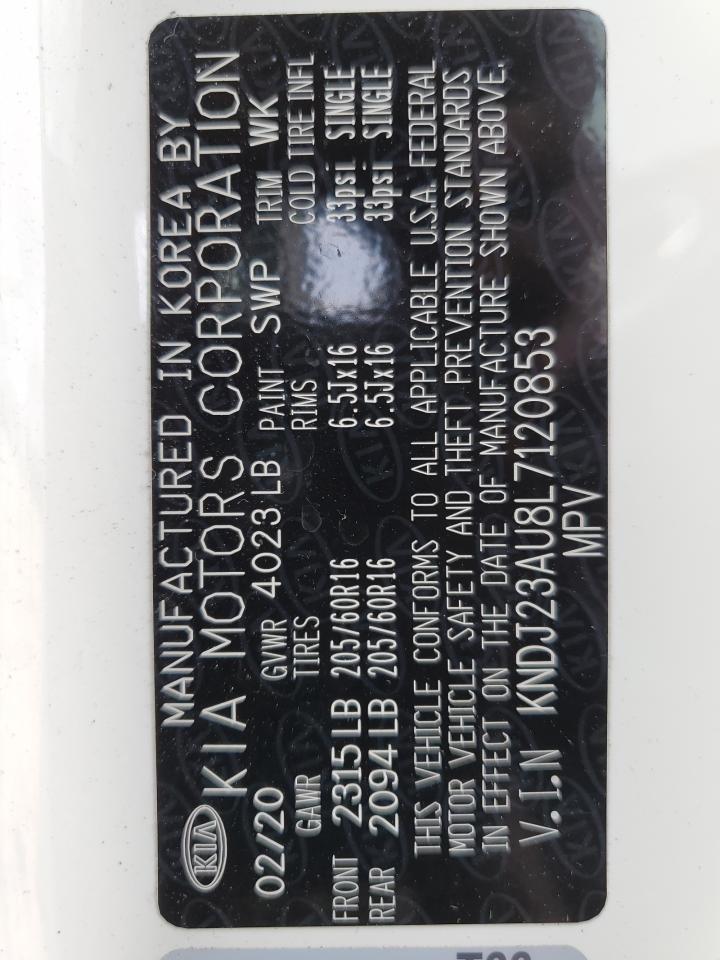 KIA
MANUFACTURED IN KOREA BY
KIA MOTORS CORPORATION
02/20 GVWR 4023 LB PAINT SWP TRIM WK
GAWR TIRES RIMS COLD TIRE INFL
FRONT 2315 LB 205/60R16 6.5Jx16 33psi SINGLE
REAR 2094 LB 205/60R16 6.5Jx16 33psi SINGLE
THIS VEHICLE CONFORMS TO ALL APPLICABLE U.S.A. FEDERAL
MOTOR VEHICLE SAFETY AND THEFT PREVENTION STANDARDS
IN EFFECT ON THE DATE OF MANUFACTURE SHOWN ABOVE.
V.I.N KNDJ23AU8L7120853
MPV